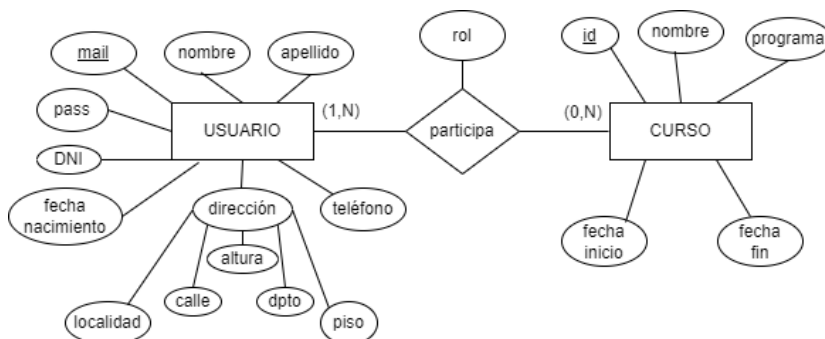 mail
nombre
apellido
rol
id
nombre
programa
pass
USUARIO
(1,N)
participa
(0,N)
CURSO
DNI
fecha
nacimiento
dirección
teléfono
fecha
inicio
fecha
fin
altura
calle
dpto
localidad
piso